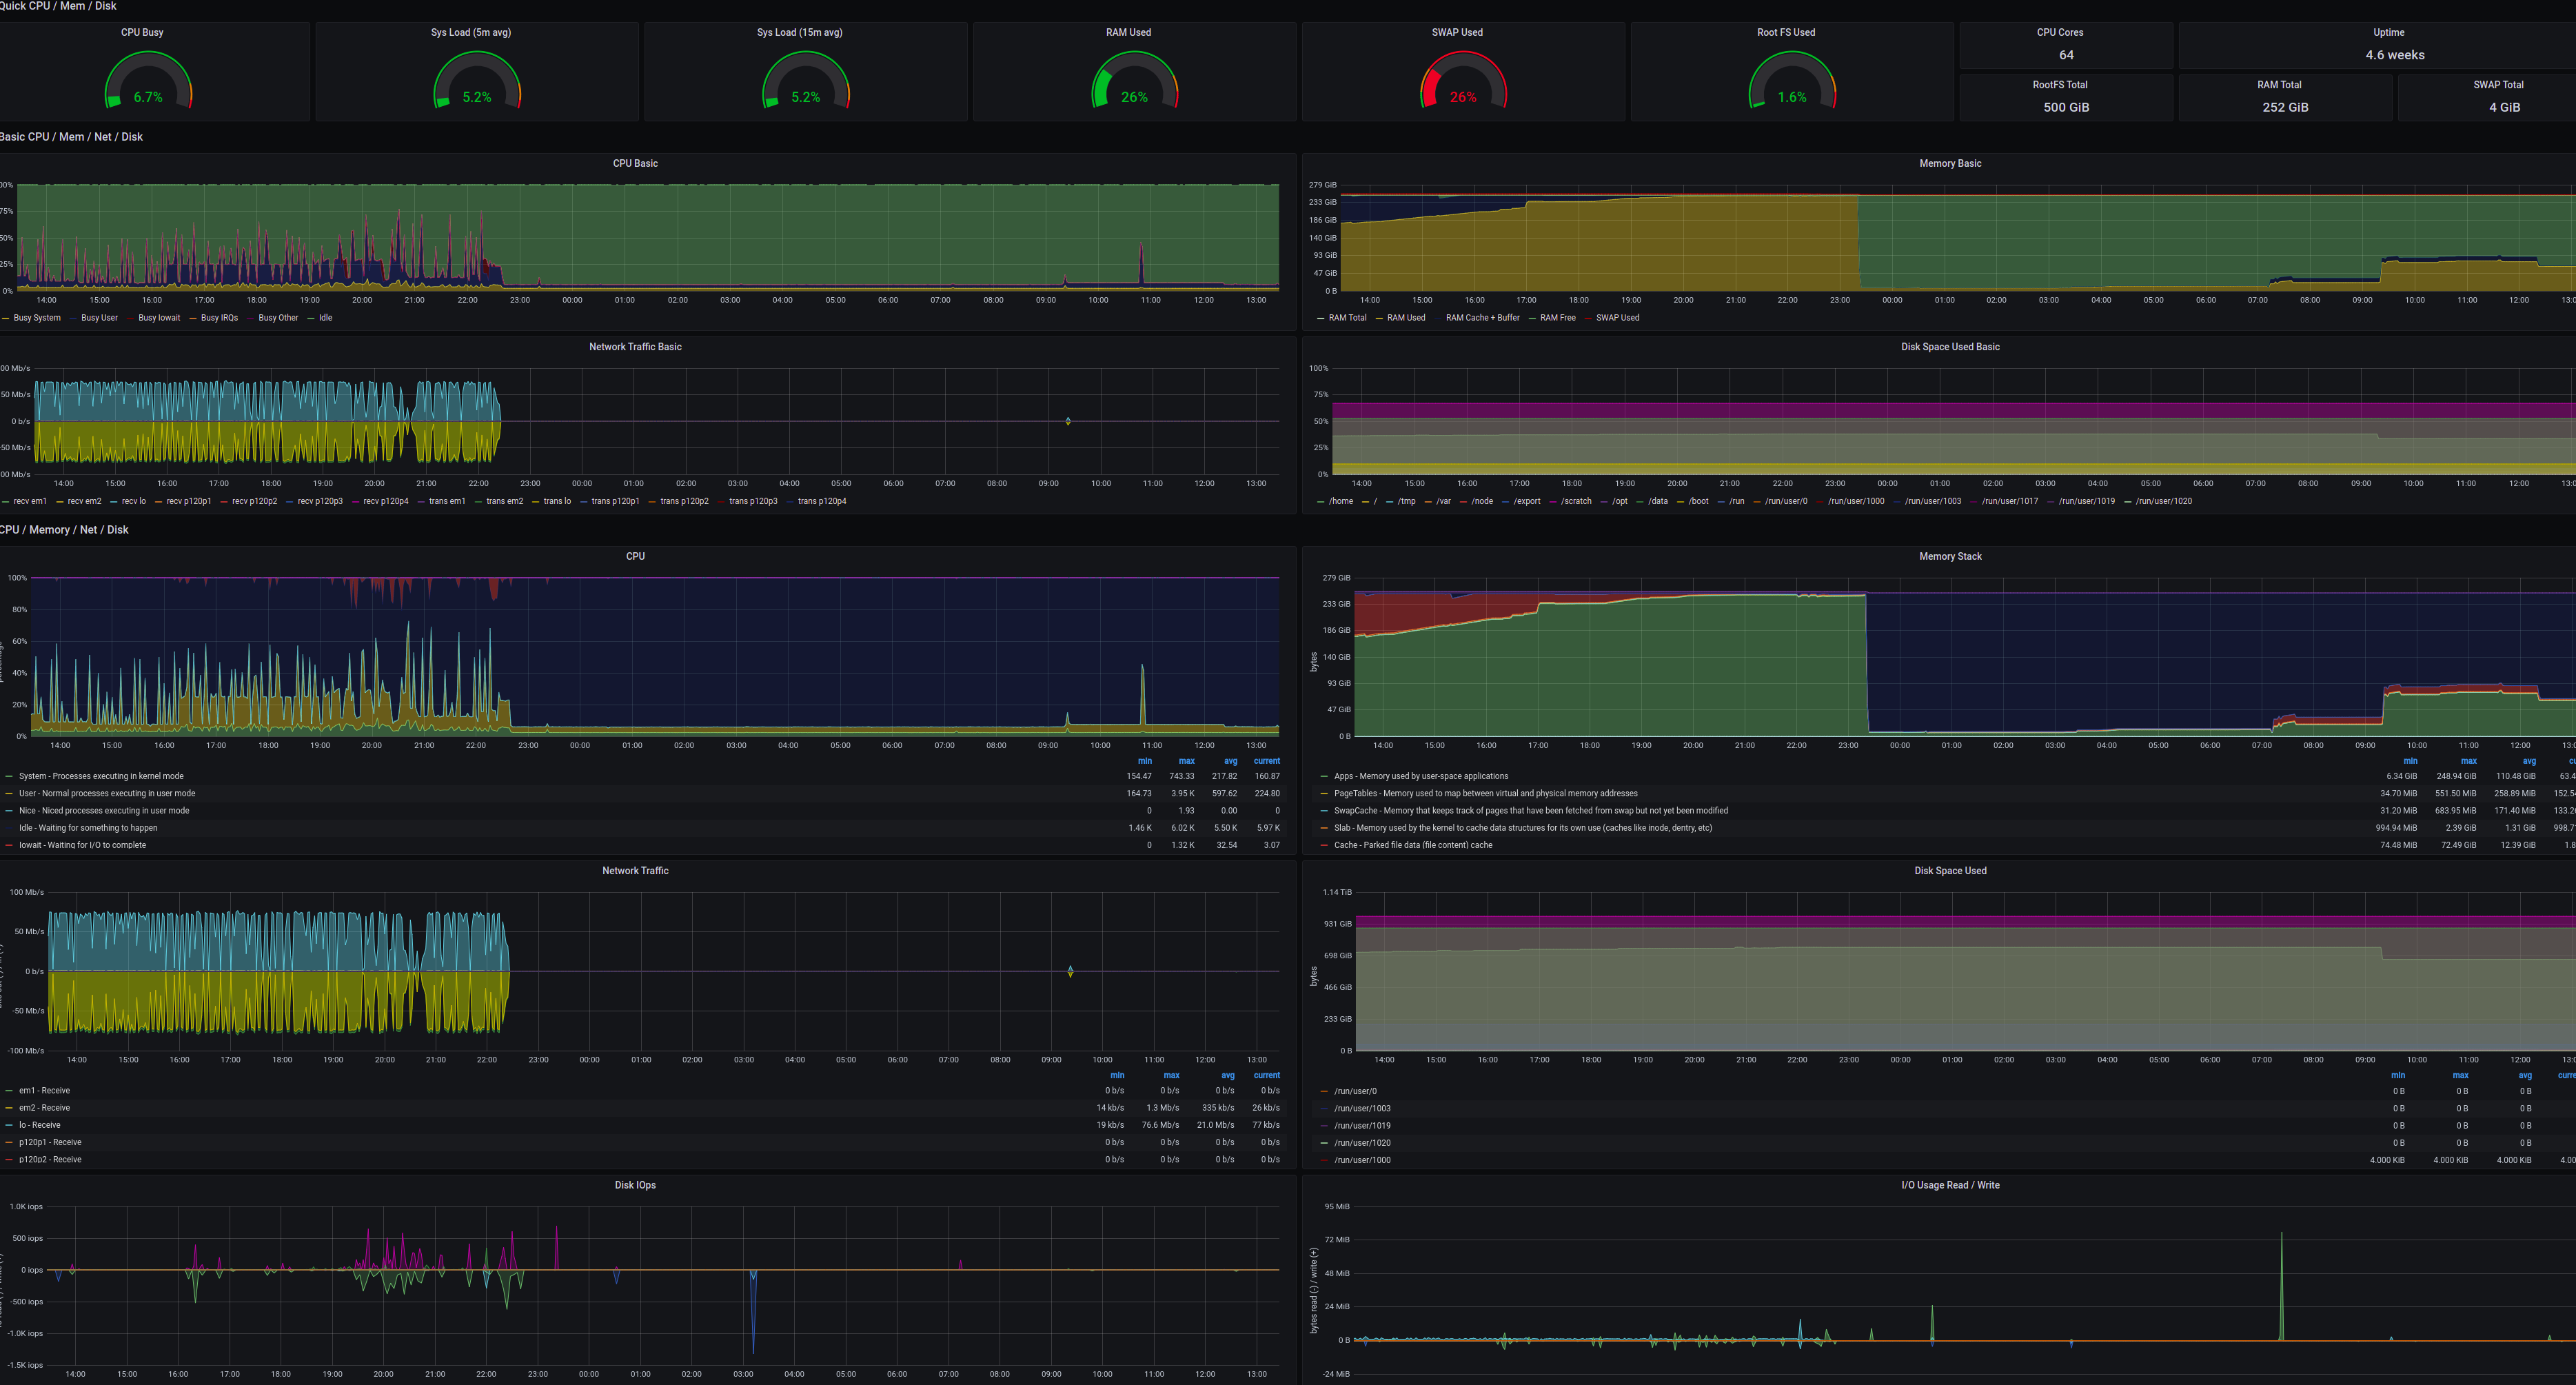 Quick CPU / Mem / Disk
CPU Busy
6.7%
Sys Load (5m avg)
5.2%
Sys Load (15m avg)
5.2%
RAM Used
26%
SWAP Used
26%
Root FS Used
1.6%
CPU Cores
64
Uptime
4.6 weeks
RootFS Total
500 GiB
RAM Total
252 GiB
SWAP Total
4 GiB
Basic CPU / Mem / Net / Disk
CPU Basic
75%
50%
25%
0%
14:00 15:00 16:00 17:00 18:00 19:00 20:00 21:00 22:00 23:00 00:00 01:00 02:00 03:00 04:00 05:00 06:00 07:00 08:00 09:00 10:00 11:00 12:00 13:00
Busy System Busy User Busy Iowait Busy IRQs Busy Other Idle
Memory Basic
279 GiB
233 GiB
186 GiB
140 GiB
93 GiB
47 GiB
0 B
14:00 15:00 16:00 17:00 18:00 19:00 20:00 21:00 22:00 23:00 00:00 01:00 02:00 03:00 04:00 05:00 06:00 07:00 08:00 09:00 10:00 11:00 12:00
RAM Total RAM Used RAM Cache + Buffer RAM Free SWAP Used
Network Traffic Basic
00 Mb/s
50 Mb/s
0 b/s
-50 Mb/s
00 Mb/s
14:00 15:00 16:00 17:00 18:00 19:00 20:00 21:00 22:00 23:00 00:00 01:00 02:00 03:00 04:00 05:00 06:00 07:00 08:00 09:00 10:00 11:00 12:00 13:00
recv em1 recv em2 recv lo recv p120p1 recv p120p2 recv p120p3 recv p120p4 trans em1 trans em2 trans lo trans p120p1 trans p120p2 trans p120p3 trans p120p4
Disk Space Used Basic
100%
75%
50%
25%
0%
14:00 15:00 16:00 17:00 18:00 19:00 20:00 21:00 22:00 23:00 00:00 01:00 02:00 03:00 04:00 05:00 06:00 07:00 08:00 09:00 10:00 11:00 12:00
/home / /tmp /var /node /export /scratch /opt /data /boot /run /run/user/0 /run/user/1000 /run/user/1003 /run/user/1017 /run/user/1019 /run/user/1020
CPU / Memory / Net / Disk
CPU
100%
80%
60%
40%
20%
0%
14:00 15:00 16:00 17:00 18:00 19:00 20:00 21:00 22:00 23:00 00:00 01:00 02:00 03:00 04:00 05:00 06:00 07:00 08:00 09:00 10:00 11:00 12:00 13:00
min max avg current
System - Processes executing in kernel mode 154.47 743.33 217.82 160.87
User - Normal processes executing in user mode 164.73 3.95 K 597.62 224.80
Nice - Niced processes executing in user mode 0 1.93 0.00 0
Idle - Waiting for something to happen 1.46 K 6.02 K 5.50 K 5.97 K
Iowait - Waiting for I/O to complete 0 1.32 K 32.54 3.07
Memory Stack
bytes
279 GiB
233 GiB
186 GiB
140 GiB
93 GiB
47 GiB
0 B
14:00 15:00 16:00 17:00 18:00 19:00 20:00 21:00 22:00 23:00 00:00 01:00 02:00 03:00 04:00 05:00 06:00 07:00 08:00 09:00 10:00 11:00 12:00
min max avg
Apps - Memory used by user-space applications 6.34 GiB 248.94 GiB 110.48 GiB 63.4
PageTables - Memory used to map between virtual and physical memory addresses 34.70 MiB 551.50 MiB 258.89 MiB 152.5
SwapCache - Memory that keeps track of pages that have been fetched from swap but not yet been modified 31.20 MiB 683.95 MiB 171.40 MiB 133.2
Slab - Memory used by the kernel to cache data structures for its own use (caches like inode, dentry, etc) 994.94 MiB 2.39 GiB 1.31 GiB 998.7
Cache - Parked file data (file content) cache 74.48 MiB 72.49 GiB 12.39 GiB 1.8
Network Traffic
100 Mb/s
50 Mb/s
0 b/s
-50 Mb/s
-100 Mb/s
14:00 15:00 16:00 17:00 18:00 19:00 20:00 21:00 22:00 23:00 00:00 01:00 02:00 03:00 04:00 05:00 06:00 07:00 08:00 09:00 10:00 11:00 12:00 13:00
min max avg current
em1 - Receive 0 b/s 0 b/s 0 b/s 0 b/s
em2 - Receive 14 kb/s 1.3 Mb/s 335 kb/s 26 kb/s
lo - Receive 19 kb/s 76.6 Mb/s 21.0 Mb/s 77 kb/s
p120p1 - Receive 0 b/s 0 b/s 0 b/s 0 b/s
p120p2 - Receive 0 b/s 0 b/s 0 b/s 0 b/s
Disk Space Used
bytes
1.14 TiB
931 GiB
698 GiB
466 GiB
233 GiB
0 B
14:00 15:00 16:00 17:00 18:00 19:00 20:00 21:00 22:00 23:00 00:00 01:00 02:00 03:00 04:00 05:00 06:00 07:00 08:00 09:00 10:00 11:00 12:00
min max avg curre
/run/user/0 0 B 0 B 0 B
/run/user/1003 0 B 0 B 0 B
/run/user/1019 0 B 0 B 0 B
/run/user/1020 0 B 0 B 0 B
/run/user/1000 4.000 KiB 4.000 KiB 4.000 KiB 4.00
Disk IOps
1.0K iops
500 iops
0 iops
-500 iops
-1.0K iops
-1.5K iops
14:00 15:00 16:00 17:00 18:00 19:00 20:00 21:00 22:00 23:00 00:00 01:00 02:00 03:00 04:00 05:00 06:00 07:00 08:00 09:00 10:00 11:00 12:00 13:00
I/O Usage Read / Write
bytes read (-) / write (+)
95 MiB
72 MiB
48 MiB
24 MiB
0 B
-24 MiB